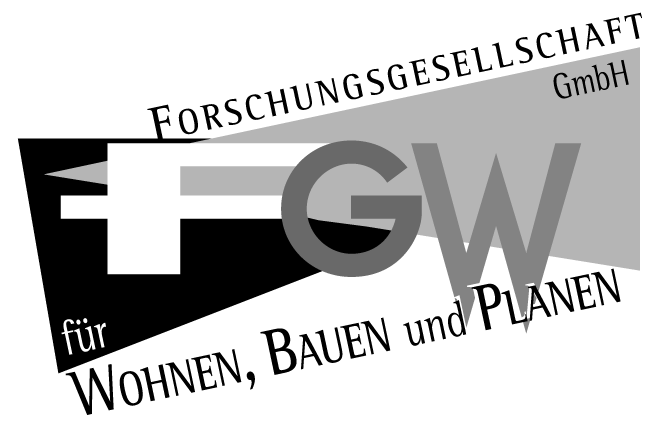 FORSCHUNGSGESELLSCHAFT
GmbH
FGW
für
WOHNEN, BAUEN und PLANEN